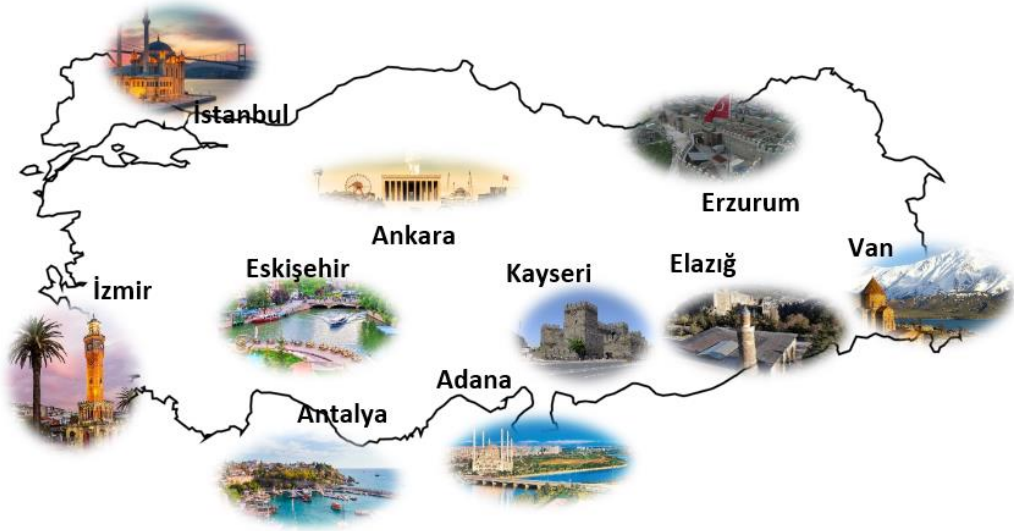 İstanbul
Erzurum
Ankara
Van
Elazığ
Eskişehir
Kayseri
İzmir
Adana
Antalya